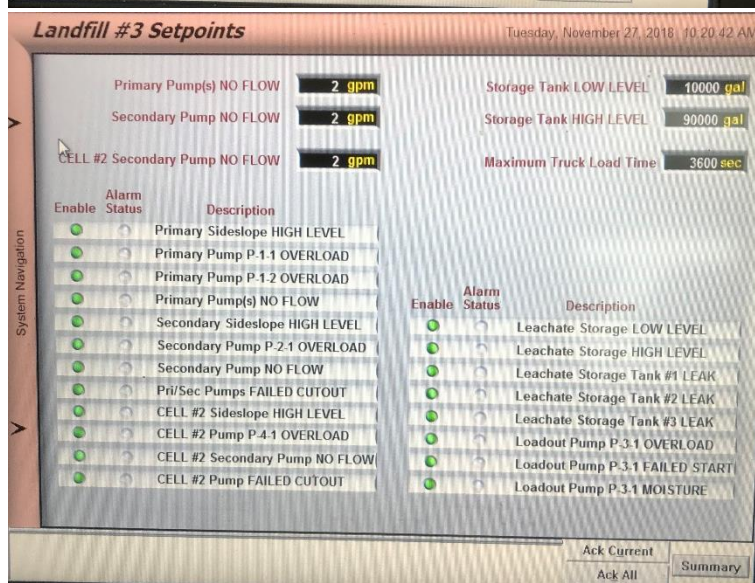 Landfill #3 Setpoints
Tuesday, November 27, 2018 10:20:42 AM
Primary Pump(s) NO FLOW 2 gpm
Secondary Pump NO FLOW 2 gpm
CELL #2 Secondary Pump NO FLOW 2 gpm
Storage Tank LOW LEVEL 10000 gal
Storage Tank HIGH LEVEL 90000 gal
Maximum Truck Load Time 3600 sec
System Navigation
Enable Alarm Status Description
Primary Sideslope HIGH LEVEL
Primary Pump P-1-1 OVERLOAD
Primary Pump P-1-2 OVERLOAD
Primary Pump(s) NO FLOW
Secondary Sideslope HIGH LEVEL
Secondary Pump P-2-1 OVERLOAD
Secondary Pump NO FLOW
Pri/Sec Pumps FAILED CUTOUT
CELL #2 Sideslope HIGH LEVEL
CELL #2 Pump P-4-1 OVERLOAD
CELL #2 Secondary Pump NO FLOW
CELL #2 Pump FAILED CUTOUT
Enable Alarm Status Description
Leachate Storage LOW LEVEL
Leachate Storage HIGH LEVEL
Leachate Storage Tank #1 LEAK
Leachate Storage Tank #2 LEAK
Leachate Storage Tank #3 LEAK
Loadout Pump P-3-1 OVERLOAD
Loadout Pump P-3-1 FAILED START
Loadout Pump P-3-1 MOISTURE
Ack Current
Ack All
Summary